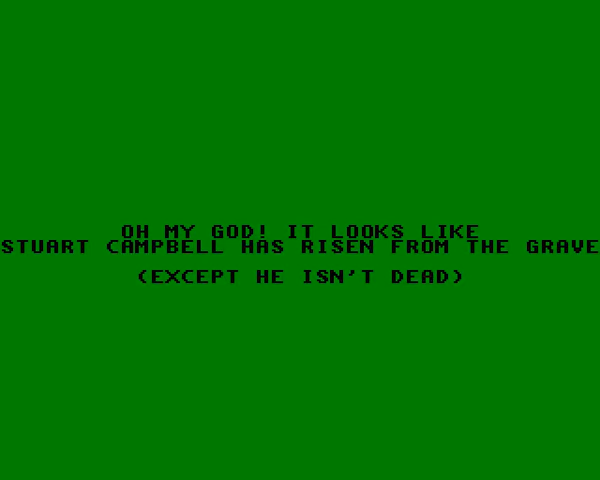 OH MY GOD! IT LOOKS LIKE
STUART CAMPBELL HAS RISEN FROM THE GRAVE
(EXCEPT HE ISN'T DEAD)